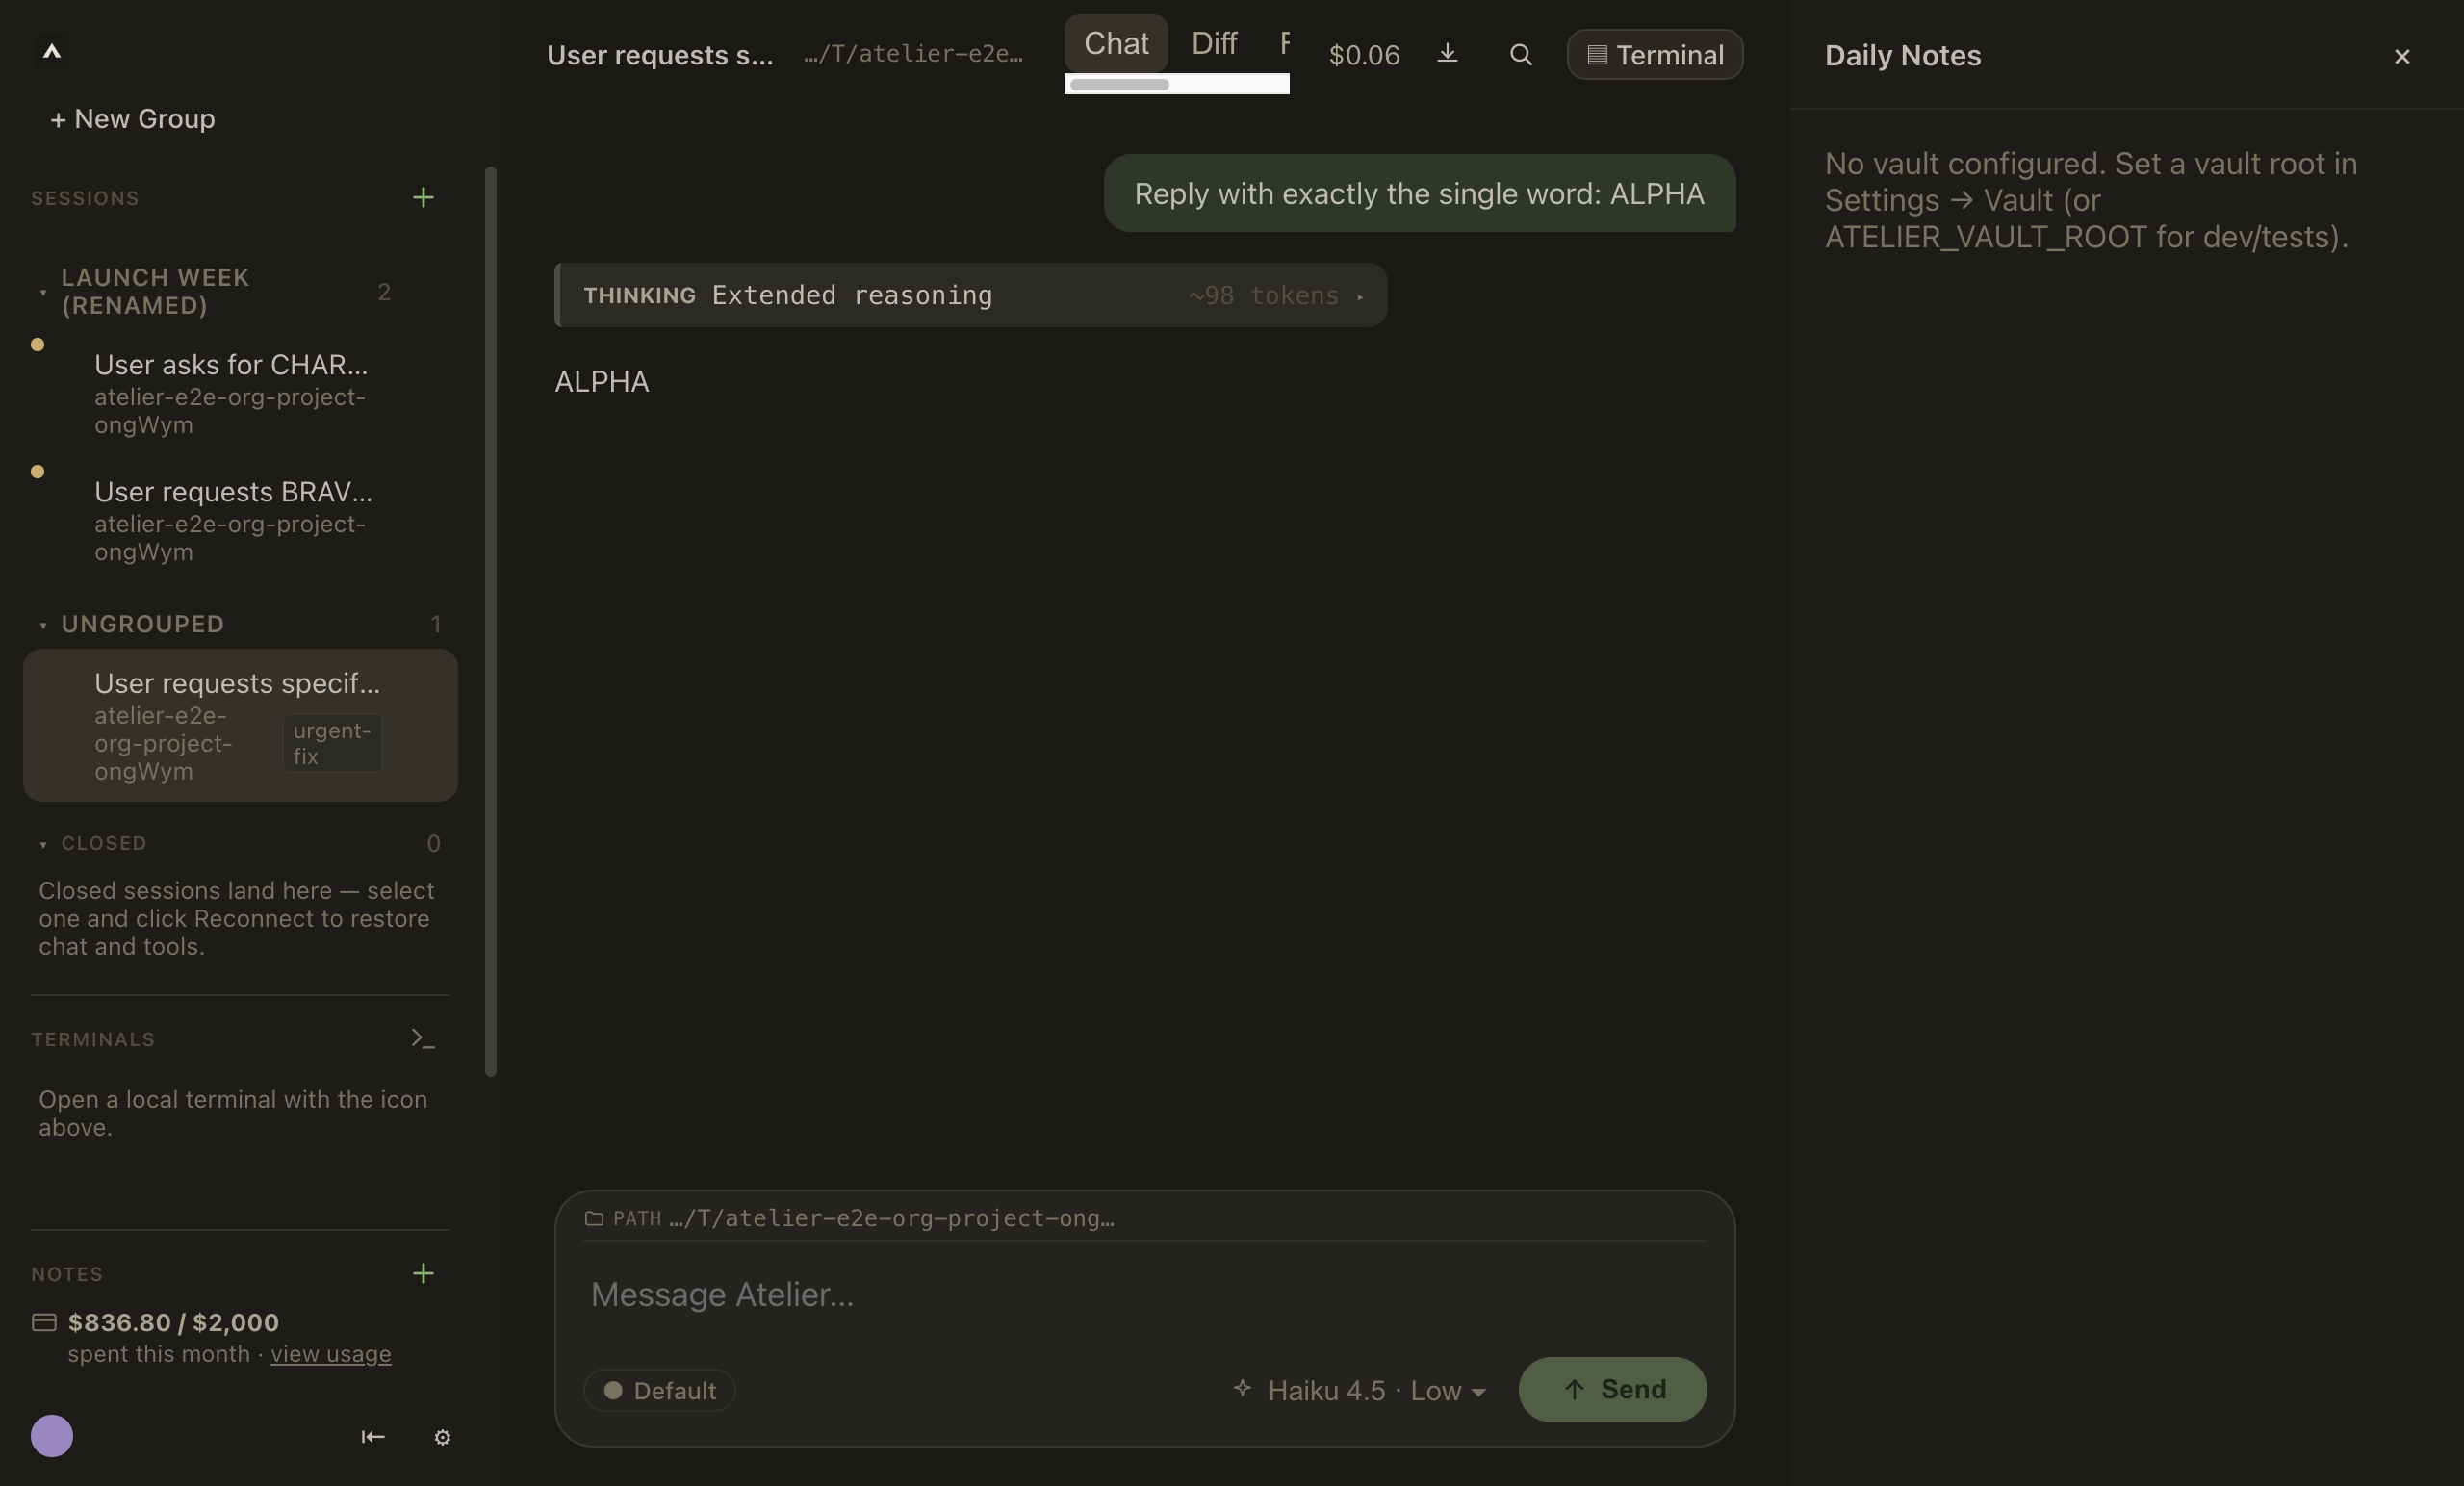 + New Group
SESSIONS
LAUNCH WEEK
(RENAMED)
2
User asks for CHAR...
atelier-e2e-org-project-
ongWym
User requests BRAV...
atelier-e2e-org-project-
ongWym
UNGROUPED 1
User requests specif...
atelier-e2e-
org-project-
ongWym
urgent-
fix
CLOSED 0
Closed sessions land here — select
one and click Reconnect to restore
chat and tools.
TERMINALS
Open a local terminal with the icon
above.
NOTES
$836.80 / $2,000
spent this month · view usage
User requests s... …/T/atelier-e2e… Chat Diff $0.06 Terminal
Reply with exactly the single word: ALPHA
THINKING Extended reasoning ~98 tokens
ALPHA
PATH …/T/atelier-e2e-org-project-ong…
Message Atelier...
Default Haiku 4.5 · Low Send
Daily Notes
No vault configured. Set a vault root in
Settings → Vault (or
ATELIER_VAULT_ROOT for dev/tests).